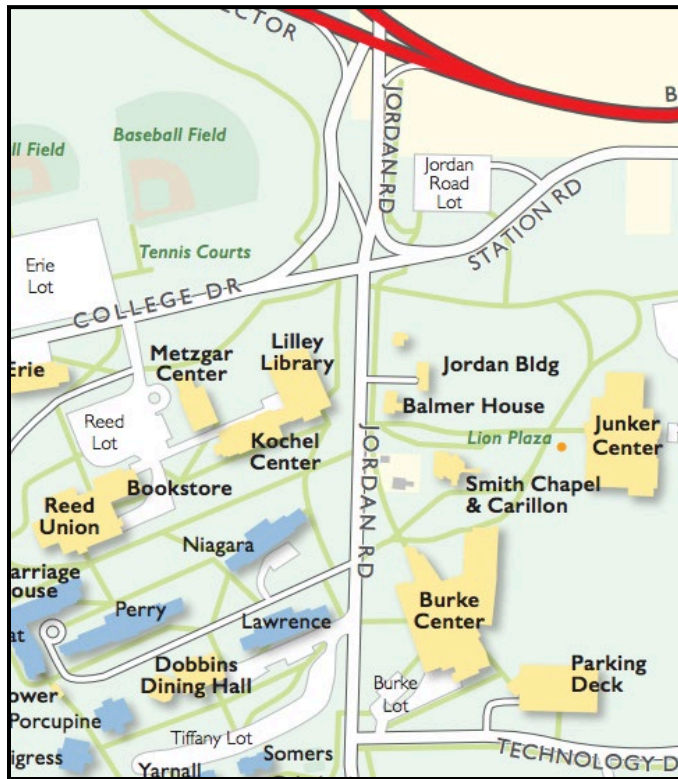 ECTOR
JORDAN RD
B
ll Field
Baseball Field
Jordan
Road
Lot
STATION RD
Tennis Courts
Erie
Lot
COLLEGE DR
Erie
Metzgar
Center
Lilley
Library
Jordan Bldg
Balmer House
Reed
Lot
Kochel
Center
JORDAN RD
Lion Plaza
Junker
Center
Bookstore
Reed
Union
Smith Chapel
& Carillon
Niagara
arriage
ouse
at
Perry
Lawrence
Burke
Center
Dobbins
Dining Hall
Parking
Deck
ower
Porcupine
Burke
Lot
Tiffany Lot
igress
Yarnall
Somers
TECHNOLOGY D